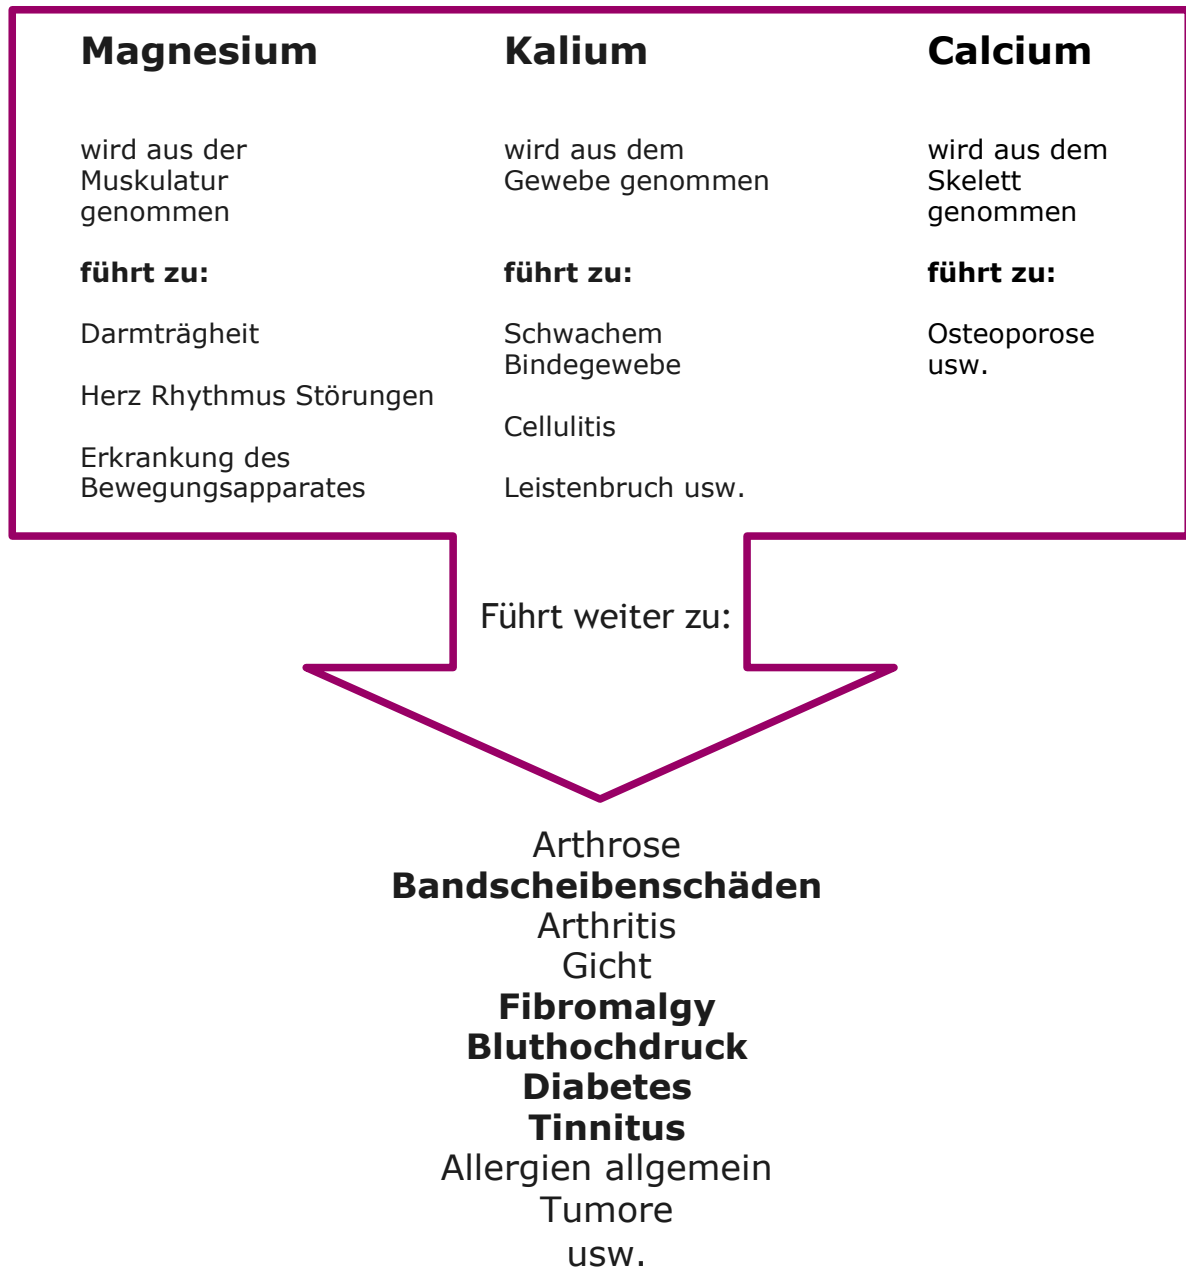 Magnesium
wird aus der
Muskulatur
genommen
führt zu:
Darmträgheit
Herz Rhythmus Störungen
Erkrankung des
Bewegungsapparates
Kalium
wird aus dem
Gewebe genommen
führt zu:
Schwachem
Bindegewebe
Cellulitis
Leistenbruch usw.
Calcium
wird aus dem
Skelett
genommen
führt zu:
Osteoporose
usw.
Führt weiter zu:
Arthrose
Bandscheibenschäden
Arthritis
Gicht
Fibromalgy
Bluthochdruck
Diabetes
Tinnitus
Allergien allgemein
Tumore
usw.